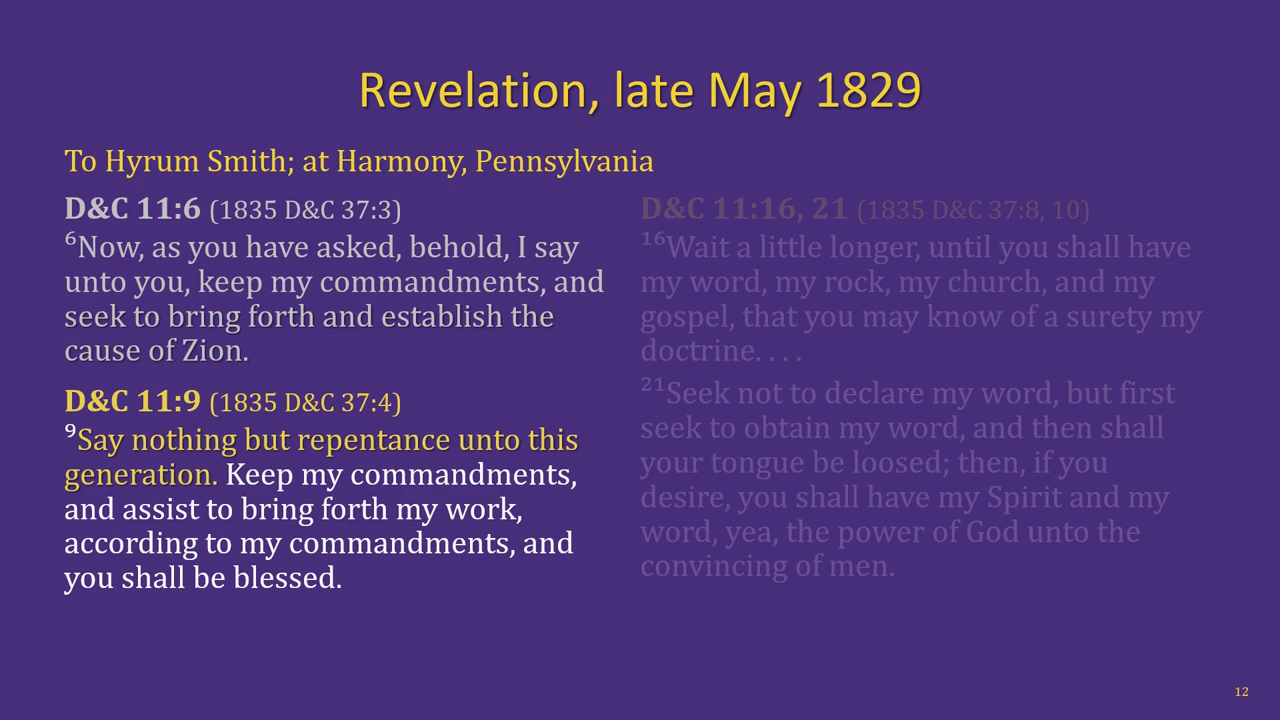 Revelation, late May 1829
To Hyrum Smith; at Harmony, Pennsylvania
D&C 11:6 (1835 D&C 37:3)
⁶Now, as you have asked, behold, I say
unto you, keep my commandments, and
seek to bring forth and establish the
cause of Zion.
D&C 11:9 (1835 D&C 37:4)
⁹Say nothing but repentance unto this
generation. Keep my commandments,
and assist to bring forth my work,
according to my commandments, and
you shall be blessed.
D&C 11:16, 21 (1835 D&C 37:8, 10)
¹⁶Wait a little longer, until you shall have
my word, my rock, my church, and my
gospel, that you may know of a surety my
doctrine. . . .
²¹Seek not to declare my word, but first
seek to obtain my word, and then shall
your tongue be loosed; then, if you
desire, you shall have my Spirit and my
word, yea, the power of God unto the
convincing of men.
12